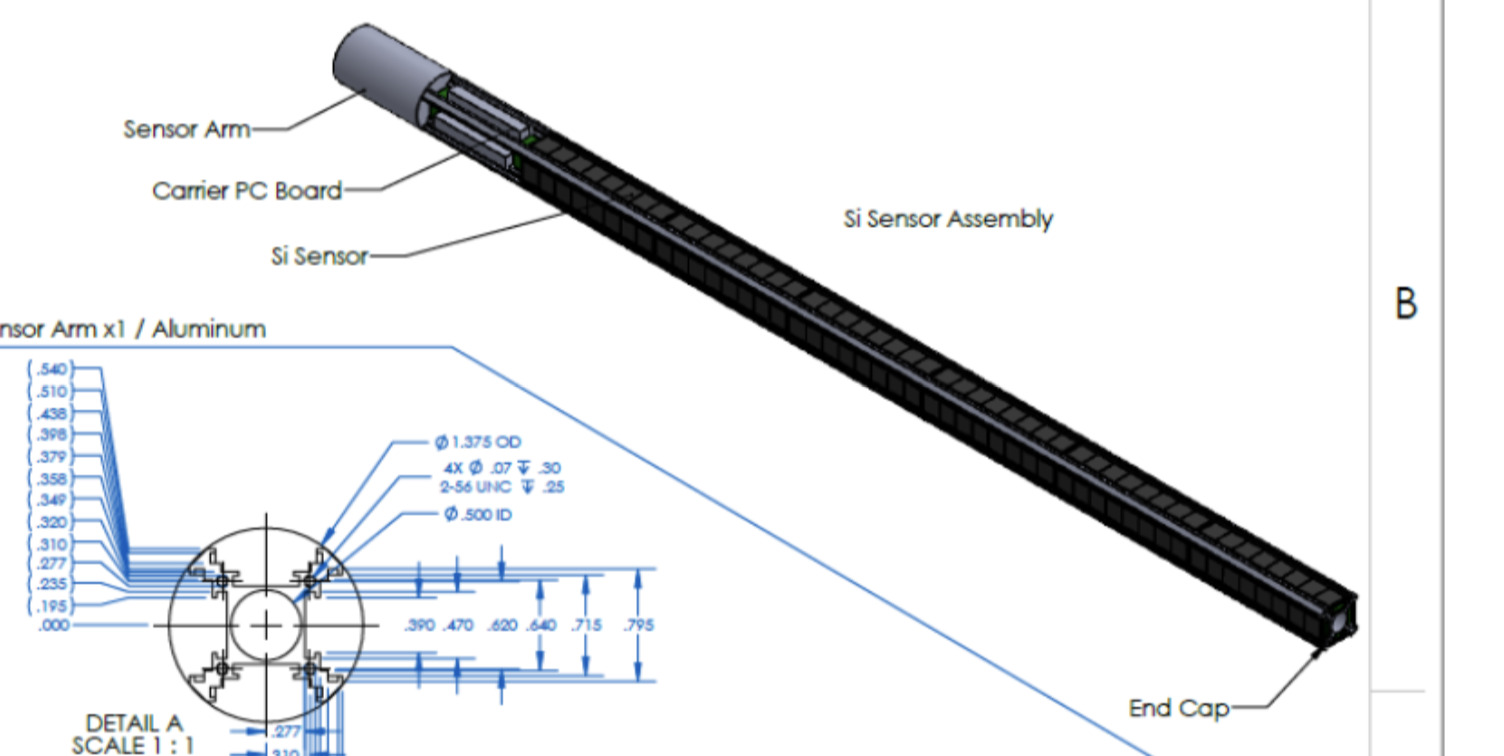 Sensor Arm
Carrier PC Board
Si Sensor
Si Sensor Assembly
B
nsor Arm x1 / Aluminum
(.540)
(.510)
(.438)
(.398)
(.379)
(.358)
(.349)
(.320)
(.310)
(.277)
(.235)
(.195)
.000
Ø1.375 OD
4X Ø .07 ↧ .30
2-56 UNC ↧ .25
Ø.500 ID
.390 .470 .620 .640 .715 .795
DETAIL A
SCALE 1 : 1
.277
.310
End Cap